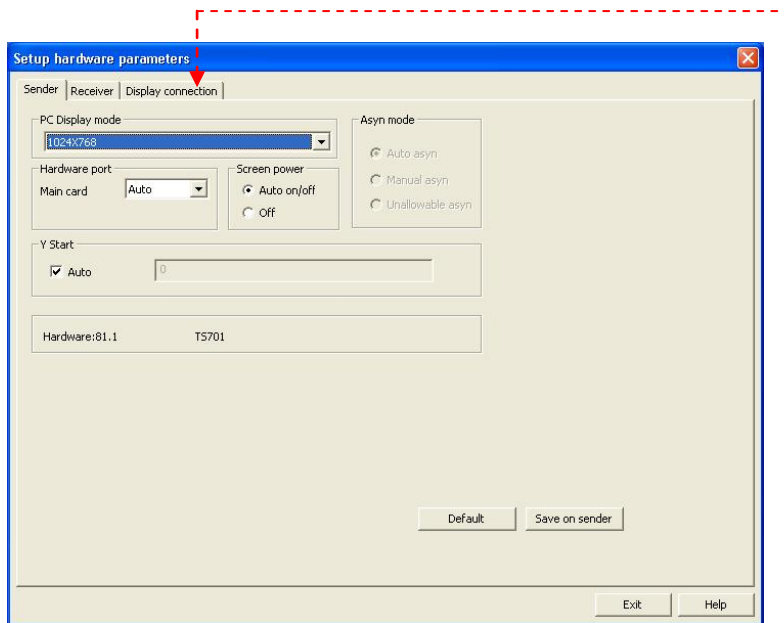 Setup hardware parameters
Sender Receiver Display connection
PC Display mode
1024X768
Asyn mode
Auto asyn
Manual asyn
Unallowable asyn
Hardware port
Main card Auto
Screen power
Auto on/off
Off
Y Start
Auto 0
Hardware:81.1 TS701
Default Save on sender
Exit Help